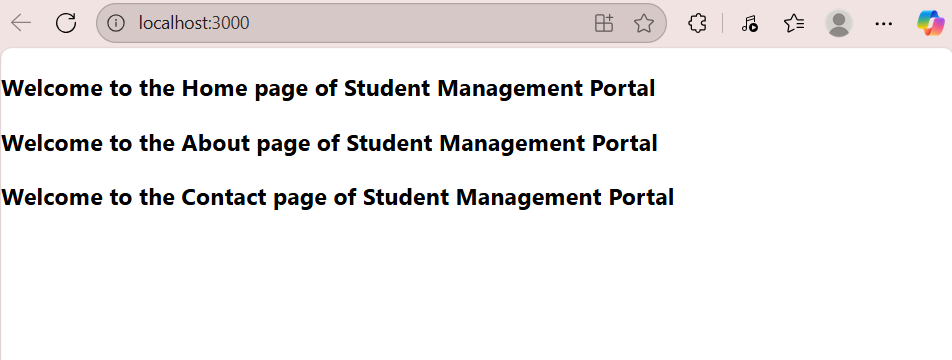 localhost:3000
Welcome to the Home page of Student Management Portal
Welcome to the About page of Student Management Portal
Welcome to the Contact page of Student Management Portal